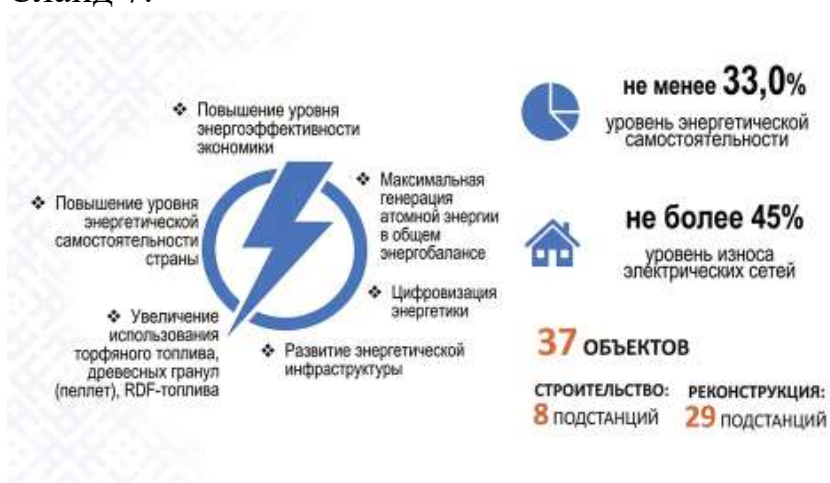 Слайд 7.
❖ Повышение уровня
энергоэффективности
экономики
❖ Повышение уровня
энергетической
самостоятельности
страны
❖ Максимальная
генерация
атомной энергии
в общем
энергобалансе
❖ Цифровизация
энергетики
❖ Увеличение
использования
торфяного топлива,
древесных гранул
(пеллет), RDF-топлива
❖ Развитие энергетической
инфраструктуры
не менее 33,0%
уровень энергетической
самостоятельности
не более 45%
уровень износа
электрических сетей
37 ОБЪЕКТОВ
СТРОИТЕЛЬСТВО:
8 ПОДСТАНЦИЙ
РЕКОНСТРУКЦИЯ:
29 ПОДСТАНЦИЙ